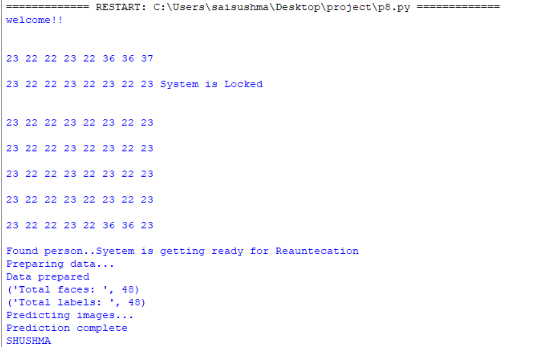 ============= RESTART: C:\Users\saisushma\Desktop\project\p8.py =============
welcome!!
23 22 22 23 22 36 36 37
23 22 22 23 22 23 22 23 System is Locked
23 22 22 23 22 23 22 23
23 22 22 23 22 23 22 23
23 22 22 23 22 23 22 23
23 22 22 23 22 23 22 23
23 22 22 23 22 36 36 23
Found person..System is getting ready for Reauntecation
Preparing data...
Data prepared
('Total faces: ', 48)
('Total labels: ', 48)
Predicting images...
Prediction complete
SHUSHMA